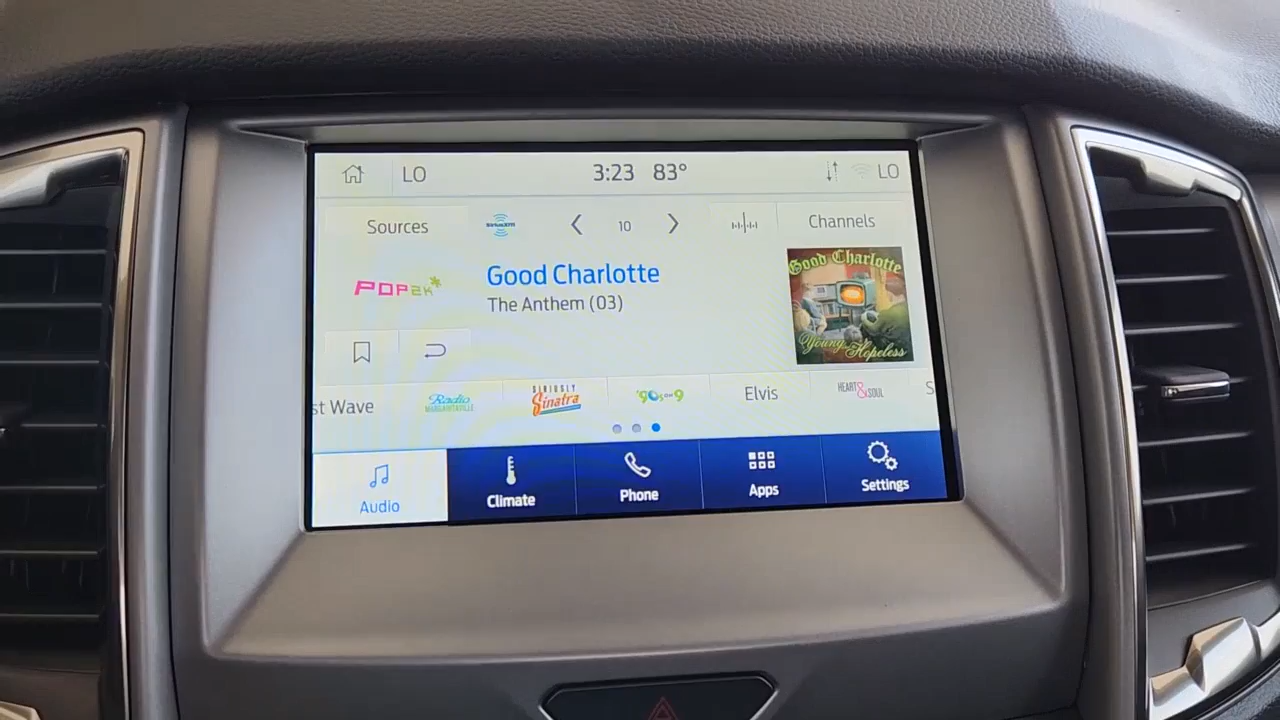 LO 3:23 83° LO
Sources SiriusXM 10 Channels
POP2K
Good Charlotte
The Anthem (03)
Good Charlotte
Young Hopeless
st Wave
Radio
MARGARITAVILLE
SIRIUSLY
Sinatra
'90s ON 9
Elvis
HEART & SOUL
S
Audio
Climate
Phone
Apps
Settings